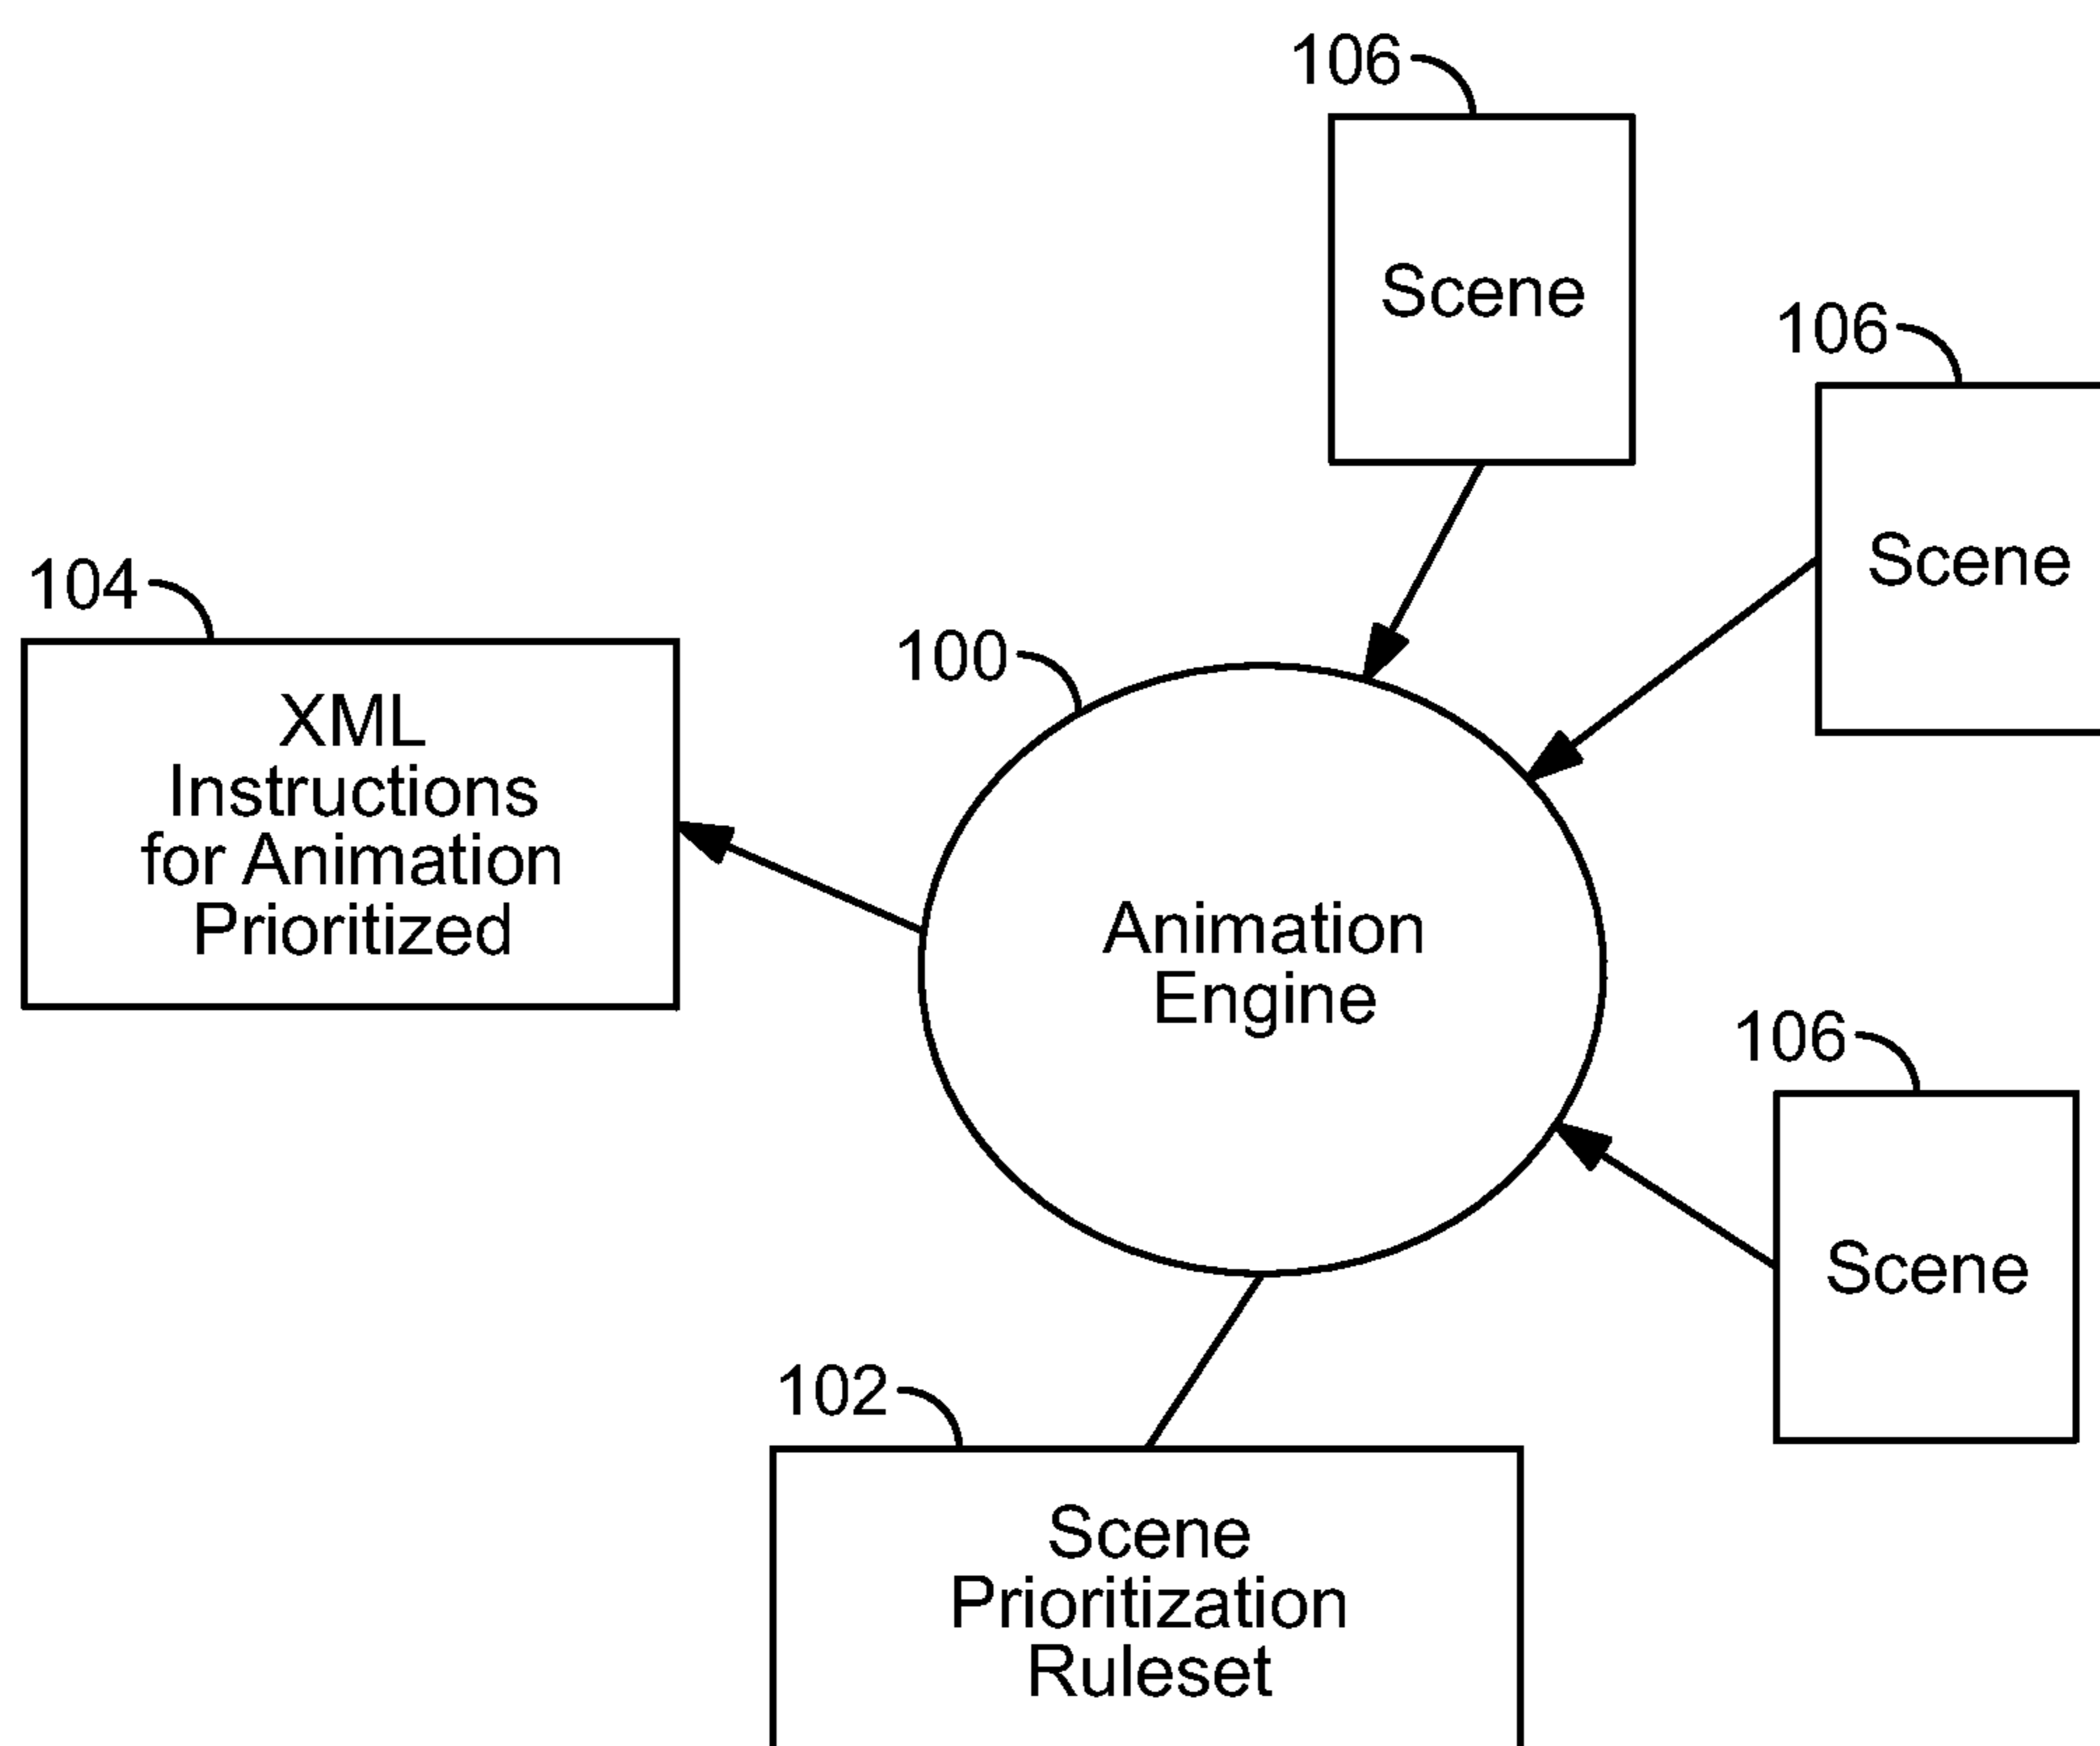 106
Scene
106
Scene
104
XML
Instructions
for Animation
Prioritized
100
Animation
Engine
106
Scene
102
Scene
Prioritization
Ruleset